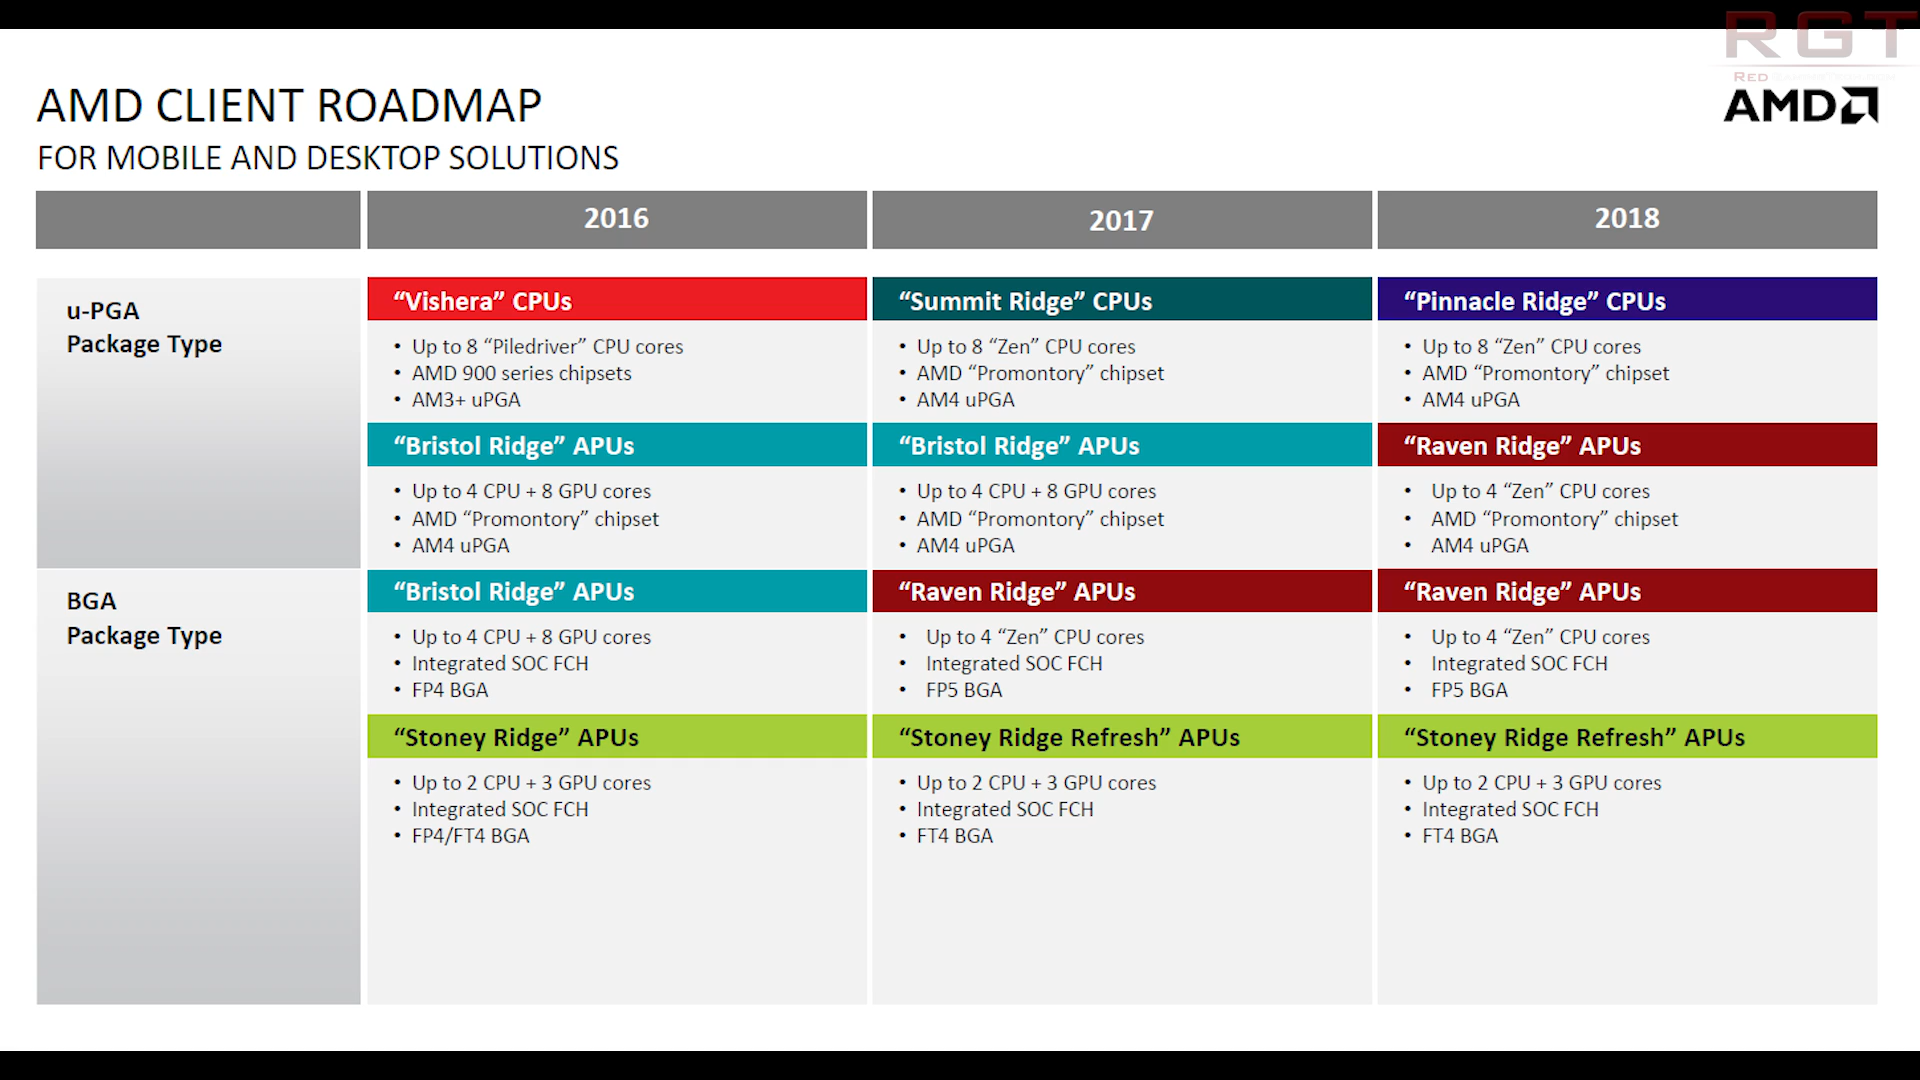 RGT
RED
AMD
AMD CLIENT ROADMAP
FOR MOBILE AND DESKTOP SOLUTIONS
2016
2017
2018
u-PGA
Package Type
“Vishera” CPUs
• Up to 8 “Piledriver” CPU cores
• AMD 900 series chipsets
• AM3+ uPGA
“Summit Ridge” CPUs
• Up to 8 “Zen” CPU cores
• AMD “Promontory” chipset
• AM4 uPGA
“Pinnacle Ridge” CPUs
• Up to 8 “Zen” CPU cores
• AMD “Promontory” chipset
• AM4 uPGA
“Bristol Ridge” APUs
• Up to 4 CPU + 8 GPU cores
• AMD “Promontory” chipset
• AM4 uPGA
“Bristol Ridge” APUs
• Up to 4 CPU + 8 GPU cores
• AMD “Promontory” chipset
• AM4 uPGA
“Raven Ridge” APUs
• Up to 4 “Zen” CPU cores
• AMD “Promontory” chipset
• AM4 uPGA
BGA
Package Type
“Bristol Ridge” APUs
• Up to 4 CPU + 8 GPU cores
• Integrated SOC FCH
• FP4 BGA
“Raven Ridge” APUs
• Up to 4 “Zen” CPU cores
• Integrated SOC FCH
• FP5 BGA
“Raven Ridge” APUs
• Up to 4 “Zen” CPU cores
• Integrated SOC FCH
• FP5 BGA
“Stoney Ridge” APUs
• Up to 2 CPU + 3 GPU cores
• Integrated SOC FCH
• FP4/FT4 BGA
“Stoney Ridge Refresh” APUs
• Up to 2 CPU + 3 GPU cores
• Integrated SOC FCH
• FT4 BGA
“Stoney Ridge Refresh” APUs
• Up to 2 CPU + 3 GPU cores
• Integrated SOC FCH
• FT4 BGA